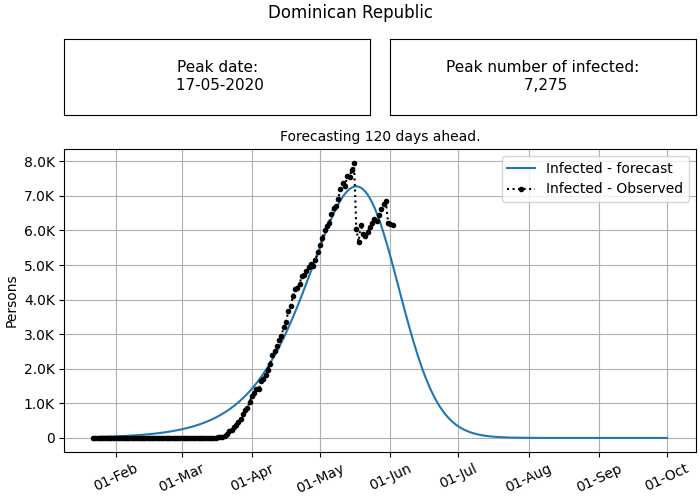 Dominican Republic
Peak date:
17-05-2020
Peak number of infected:
7,275
Forecasting 120 days ahead.
Infected - forecast
Infected - Observed
8.0K
7.0K
6.0K
5.0K
4.0K
3.0K
2.0K
1.0K
0
Persons
01-Feb
01-Mar
01-Apr
01-May
01-Jun
01-Jul
01-Aug
01-Sep
01-Oct